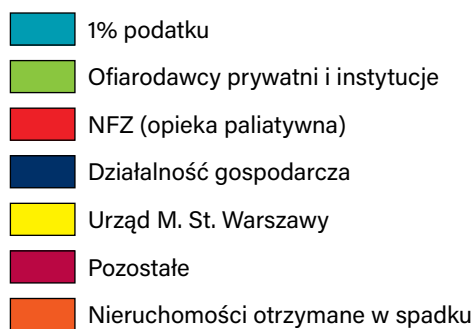 1% podatku
Ofiarodawcy prywatni i instytucje
NFZ (opieka paliatywna)
Działalność gospodarcza
Urząd M. St. Warszawy
Pozostałe
Nieruchomości otrzymane w spadku